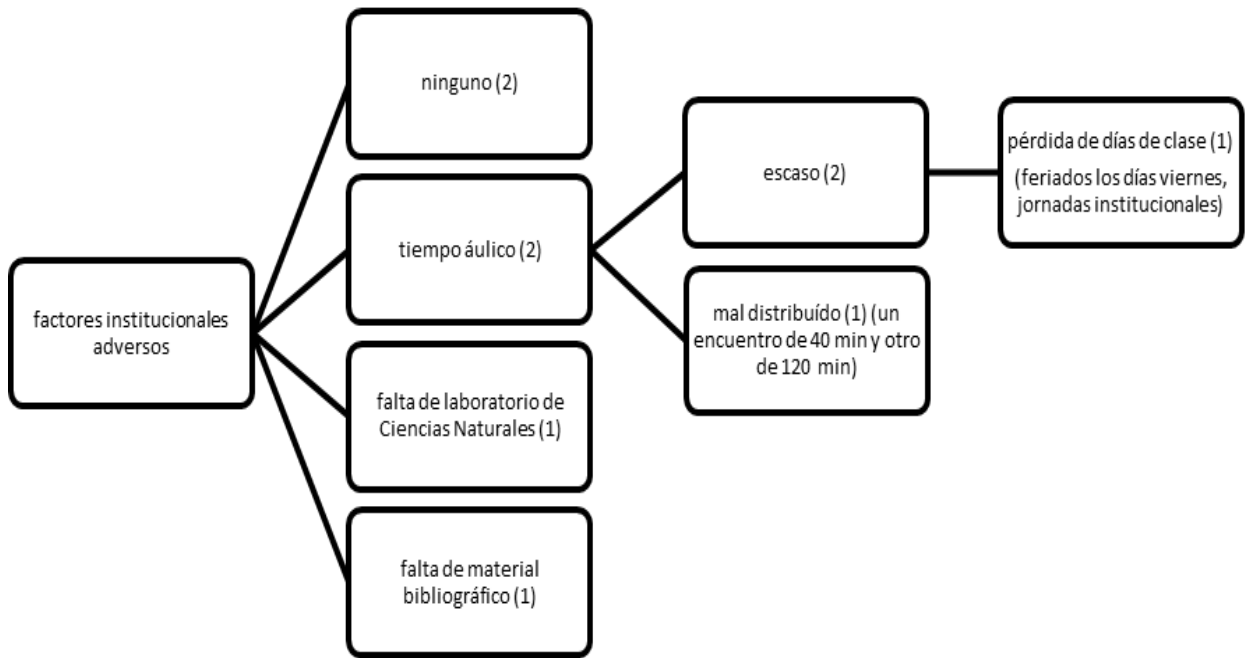 factores institucionales
adversos
ninguno (2)
tiempo áulico (2)
falta de laboratorio de
Ciencias Naturales (1)
falta de material
bibliográfico (1)
escaso (2)
mal distribuído (1) (un
encuentro de 40 min y otro
de 120 min)
pérdida de días de clase (1)
(feriados los días viernes,
jornadas institucionales)